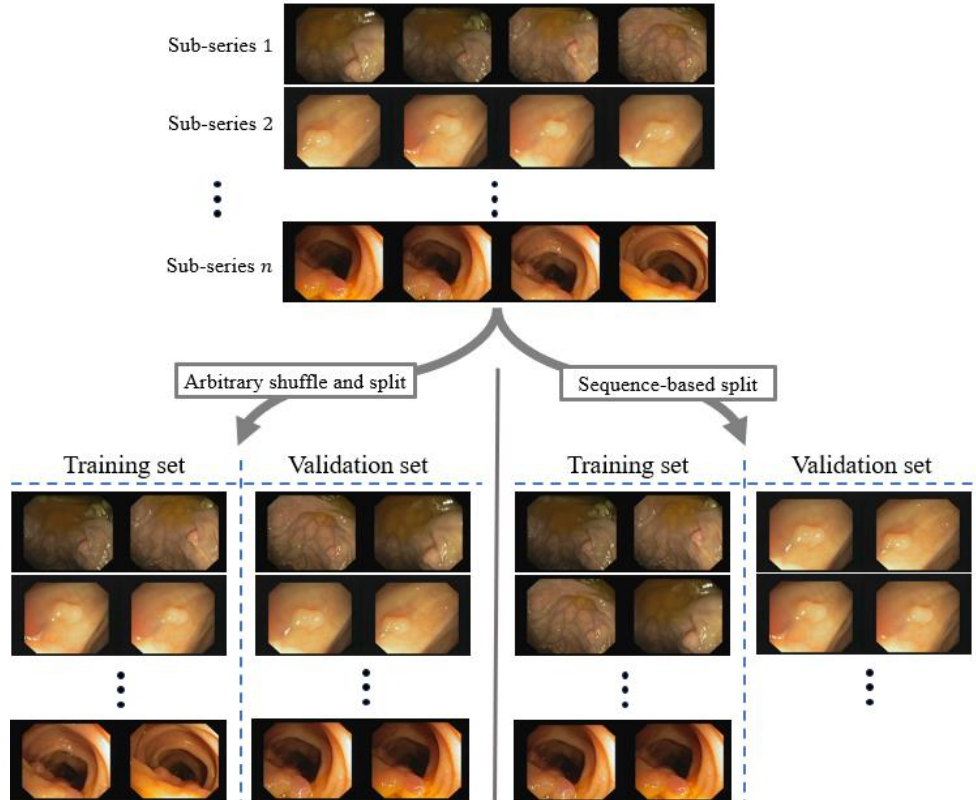 Sub-series 1
Sub-series 2
Sub-series n
Arbitrary shuffle and split
Sequence-based split
Training set
Validation set
Training set
Validation set